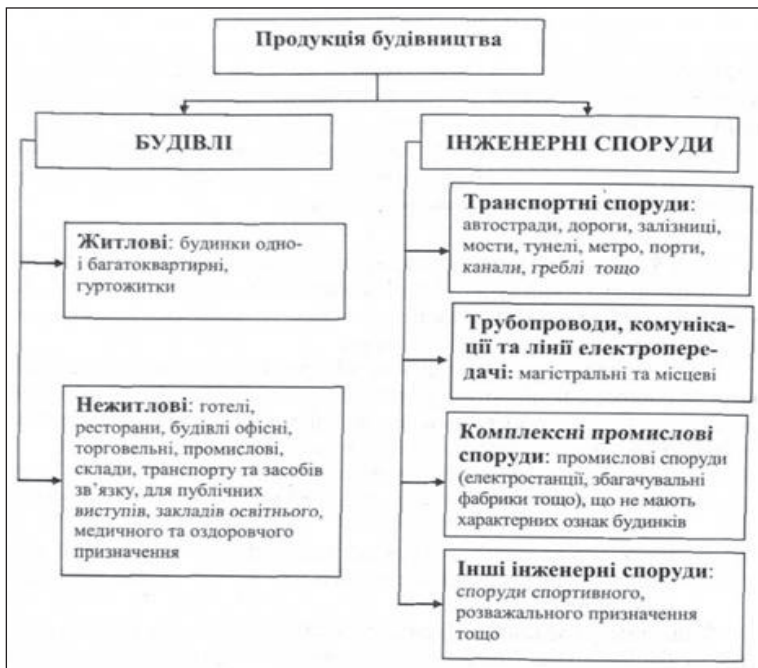 Продукція будівництва
БУДІВЛІ
Житлові: будинки одно-
і багатоквартирні,
гуртожитки
Нежитлові: готелі,
ресторани, будівлі офісні,
торговельні, промислові,
склади, транспорту та засобів
зв’язку, для публічних
виступів, закладів освітнього,
медичного та оздоровчого
призначення
ІНЖЕНЕРНІ СПОРУДИ
Транспортні споруди:
автостради, дороги, залізниці,
мости, тунелі, метро, порти,
канали, греблі тощо
Трубопроводи, комуніка-
ції та лінії електропере-
дачі: магістральні та місцеві
Комплексні промислові
споруди: промислові споруди
(електростанції, збагачувальні
фабрики тощо), що не мають
характерних ознак будинків
Інші інженерні споруди:
споруди спортивного,
розважального призначення
тощо